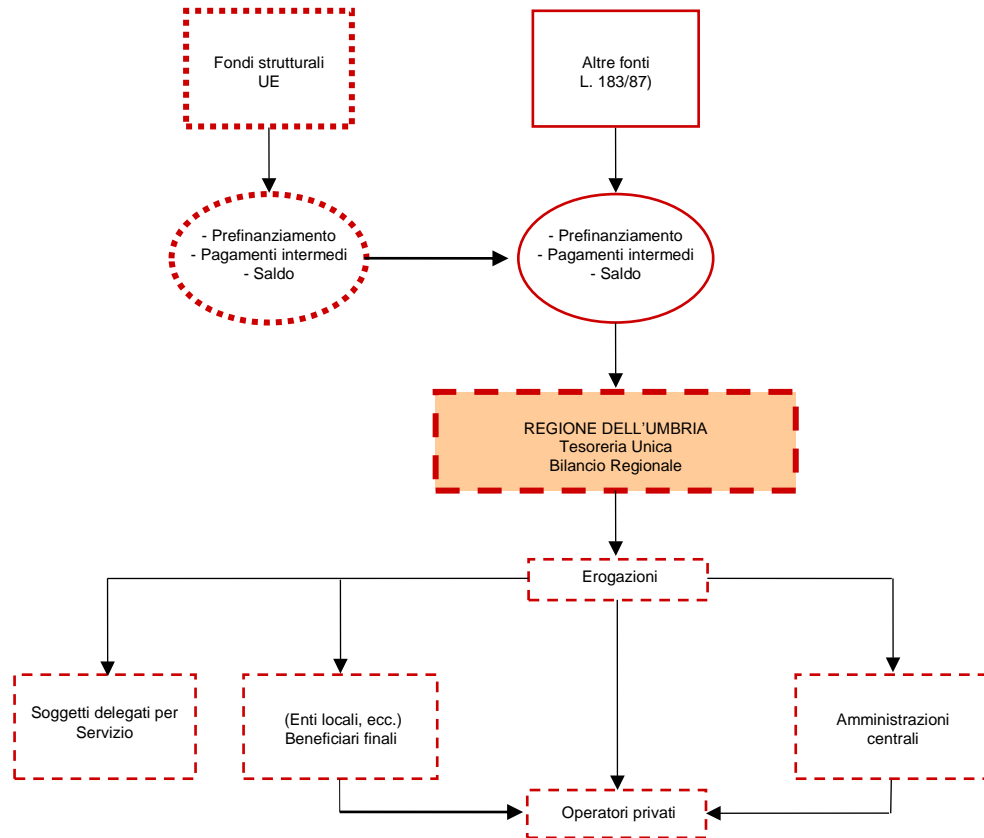 Fondi strutturali
UE
Altre fonti
L. 183/87)
- Prefinanziamento
- Pagamenti intermedi
- Saldo
- Prefinanziamento
- Pagamenti intermedi
- Saldo
REGIONE DELL’UMBRIA
Tesoreria Unica
Bilancio Regionale
Erogazioni
Soggetti delegati per
Servizio
(Enti locali, ecc.)
Beneficiari finali
Amministrazioni
centrali
Operatori privati